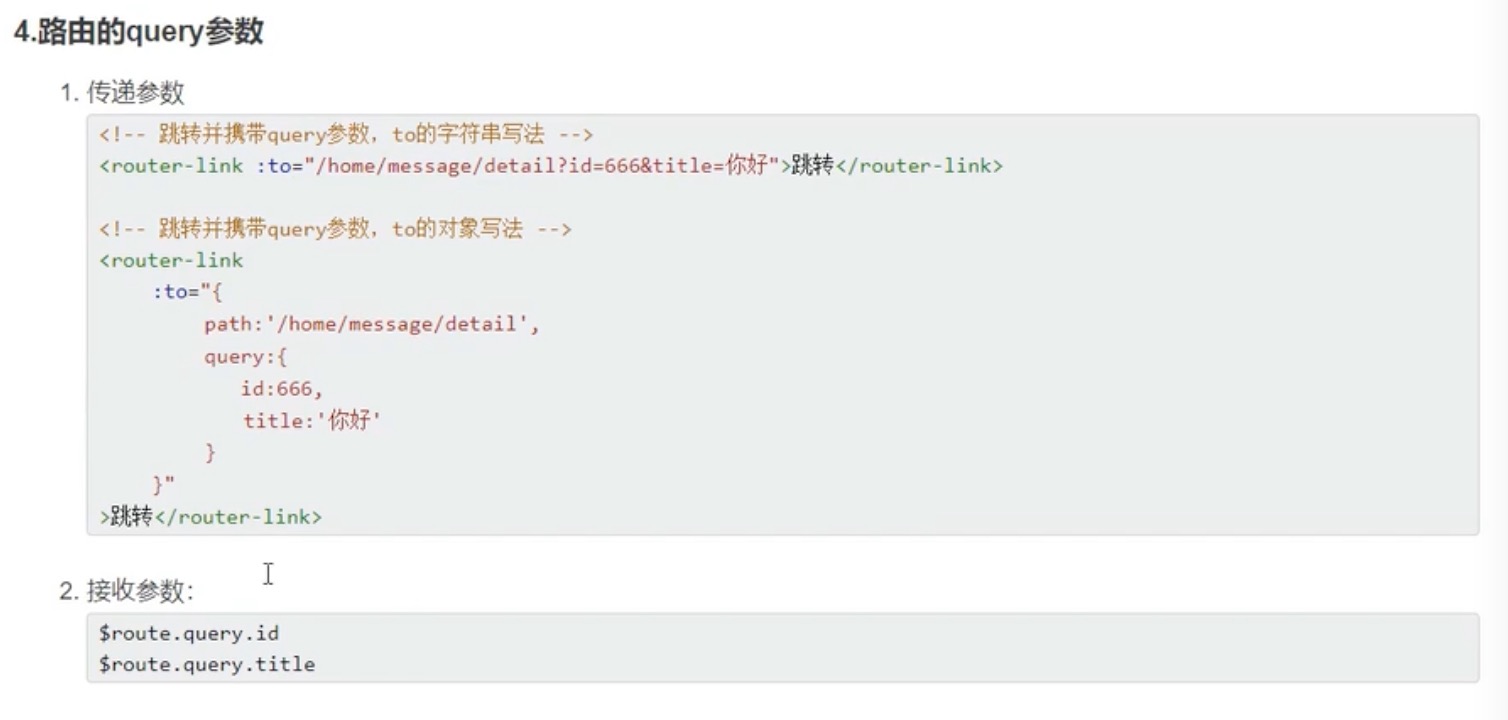 4.路由的query参数
1. 传递参数
<!-- 跳转并携带query参数，to的字符串写法 -->
<router-link :to="/home/message/detail?id=666&title=你好">跳转</router-link>
<!-- 跳转并携带query参数，to的对象写法 -->
<router-link
:to="{
path:'/home/message/detail',
query:{
id:666,
title:'你好'
}
}"
>跳转</router-link>
2. 接收参数：
$route.query.id
$route.query.title